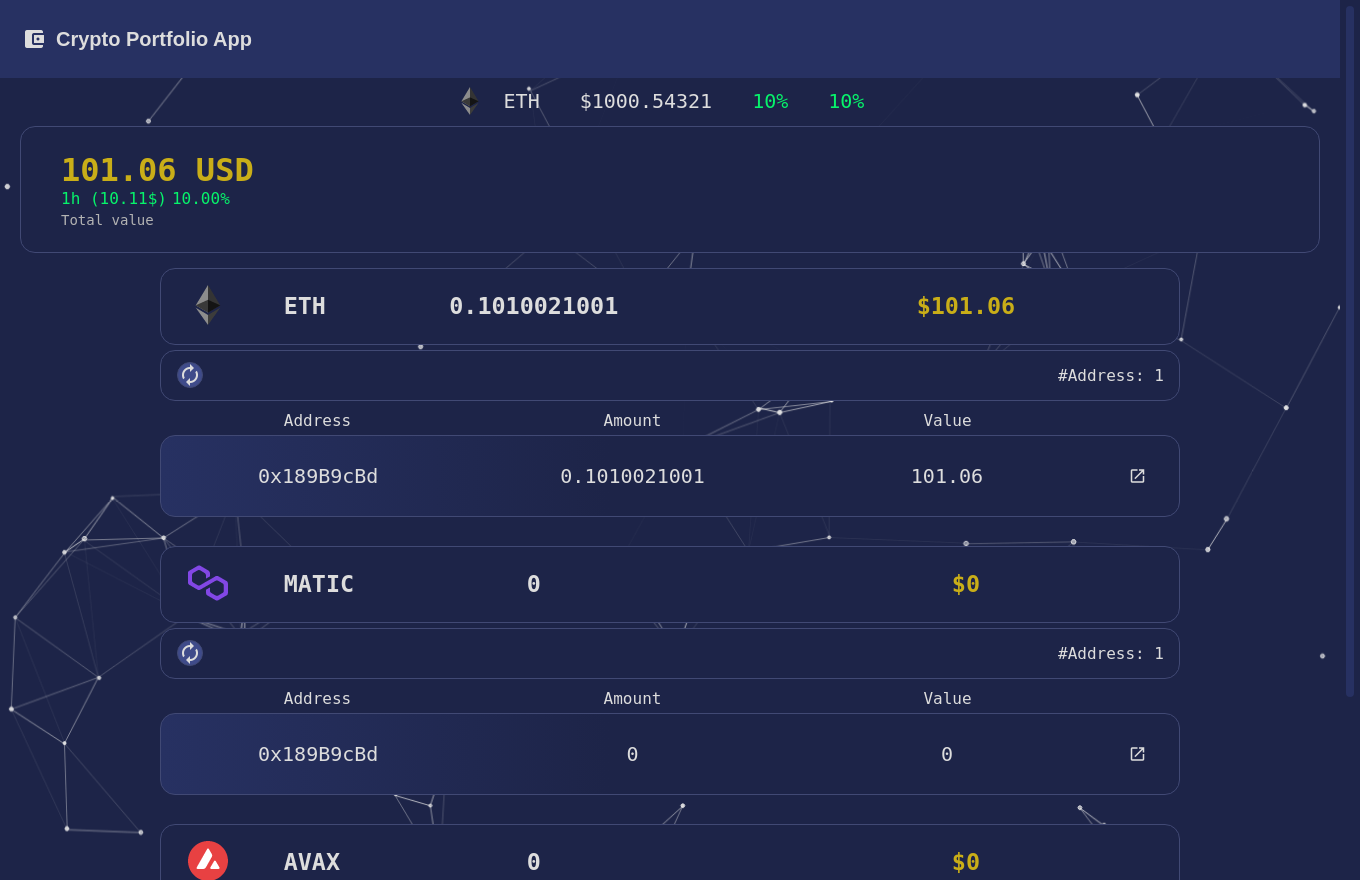 Crypto Portfolio App
ETH $1000.54321 10% 10%
101.06 USD
1h (10.11$) 10.00%
Total value
ETH 0.1010021001 $101.06
#Address: 1
Address Amount Value
0x189B9cBd 0.1010021001 101.06
MATIC 0 $0
#Address: 1
Address Amount Value
0x189B9cBd 0 0
AVAX 0 $0